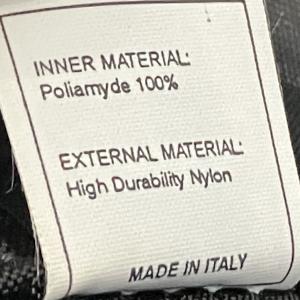 INNER MATERIAL:
Poliamyde 100%
EXTERNAL MATERIAL:
High Durability Nylon
MADE IN ITALY